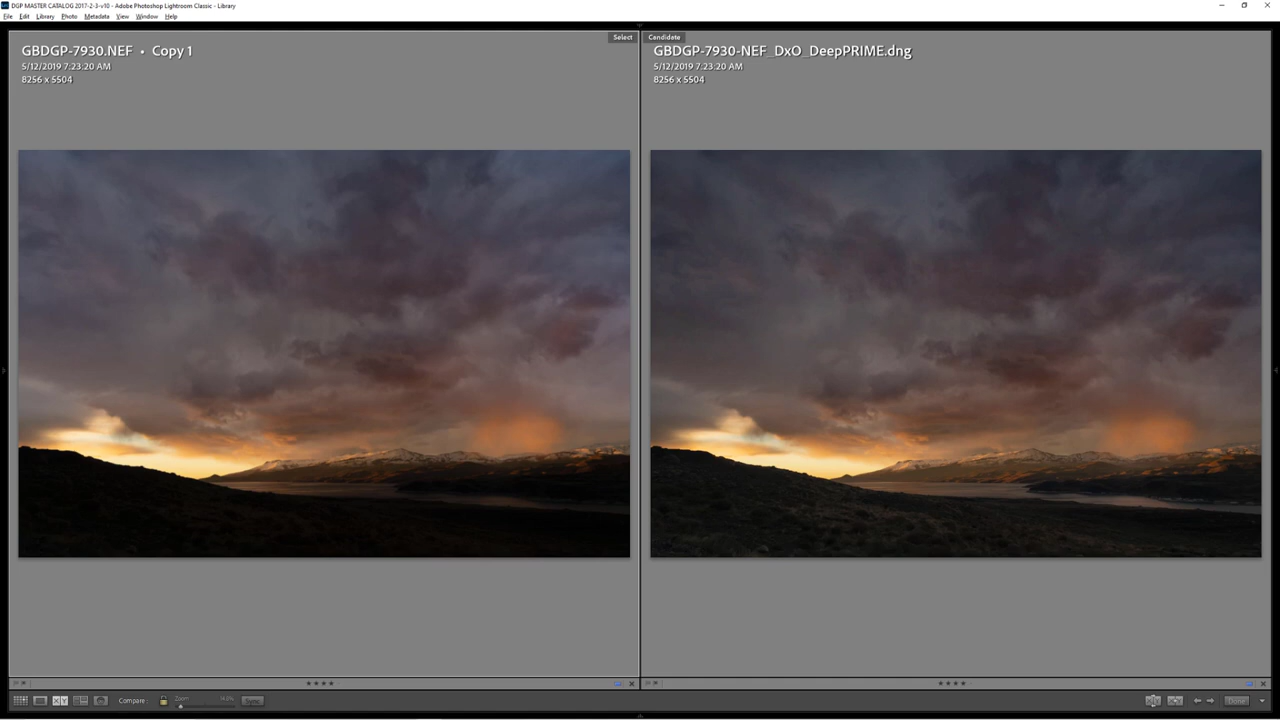 DGP MASTER CATALOG 2017-2-3-v10 - Adobe Photoshop Lightroom Classic - Library
File Edit Library Photo Metadata View Window Help
Select
GBDGP-7930.NEF • Copy 1
5/12/2019 7:23:20 AM
8256 x 5504
Candidate
GBDGP-7930-NEF_DxO_DeepPRIME.dng
5/12/2019 7:23:20 AM
8256 x 5504
XY
Compare :
Zoom
Sync
Done